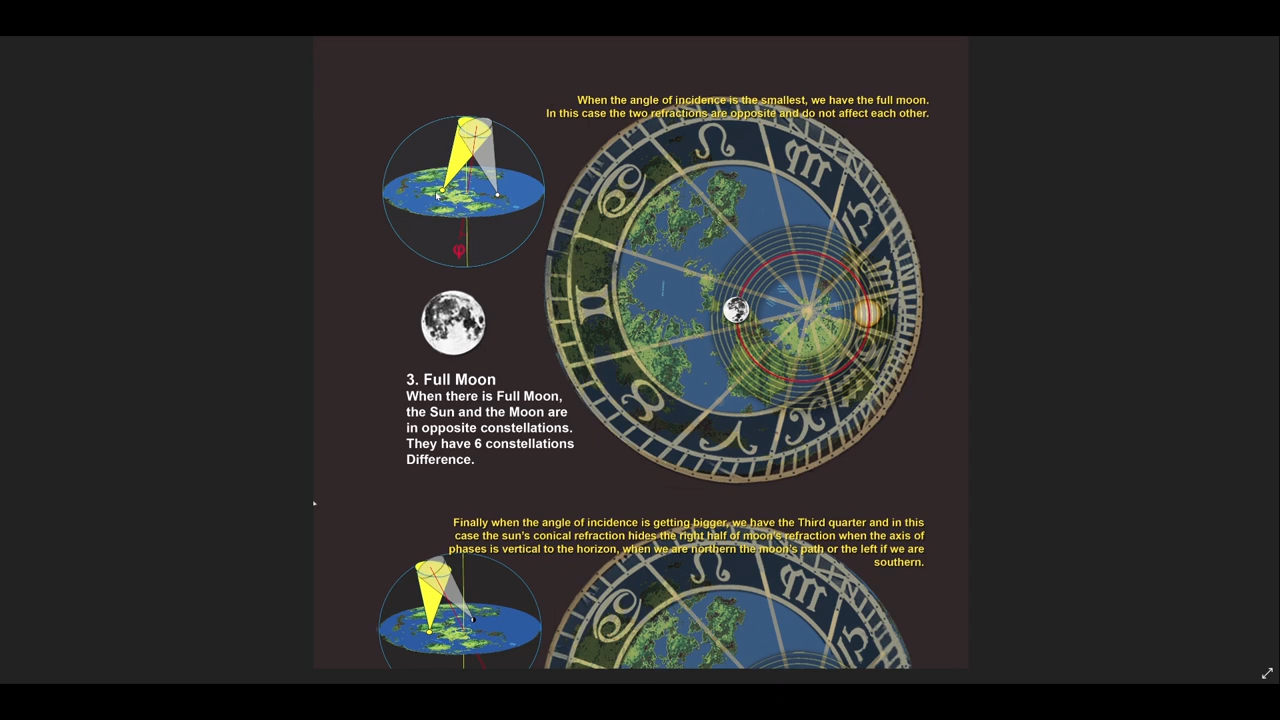 When the angle of incidence is the smallest, we have the full moon.
In this case the two refractions are opposite and do not affect each other.
φ
3. Full Moon
When there is Full Moon,
the Sun and the Moon are
in opposite constellations.
They have 6 constellations
Difference.
Finally when the angle of incidence is getting bigger, we have the Third quarter and in this
case the sun's conical refraction hides the right half of moon's refraction when the axis of
phases is vertical to the horizon, when we are northern the moon's path or the left if we are
southern.